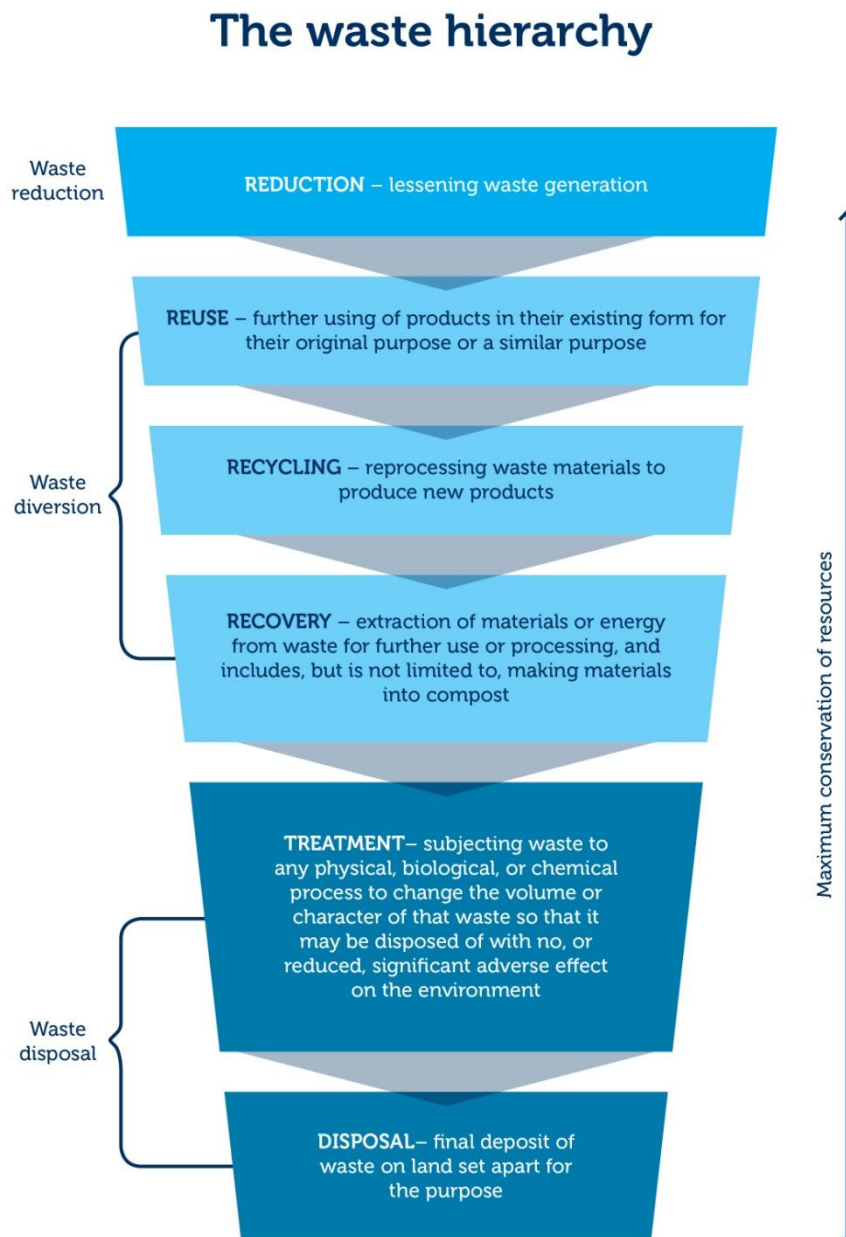 The waste hierarchy
Waste
reduction
REDUCTION – lessening waste generation
REUSE – further using of products in their existing form for
their original purpose or a similar purpose
Waste
diversion
RECYCLING – reprocessing waste materials to
produce new products
RECOVERY – extraction of materials or energy
from waste for further use or processing, and
includes, but is not limited to, making materials
into compost
Maximum conservation of resources
TREATMENT– subjecting waste to
any physical, biological, or chemical
process to change the volume or
character of that waste so that it
may be disposed of with no, or
reduced, significant adverse effect
on the environment
Waste
disposal
DISPOSAL– final deposit of
waste on land set apart for
the purpose